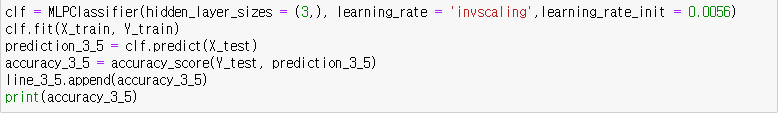 clf = MLPClassifier(hidden_layer_sizes = (3,), learning_rate = 'invscaling',learning_rate_init = 0.0056)
clf.fit(X_train, Y_train)
prediction_3_5 = clf.predict(X_test)
accuracy_3_5 = accuracy_score(Y_test, prediction_3_5)
line_3_5.append(accuracy_3_5)
print(accuracy_3_5)